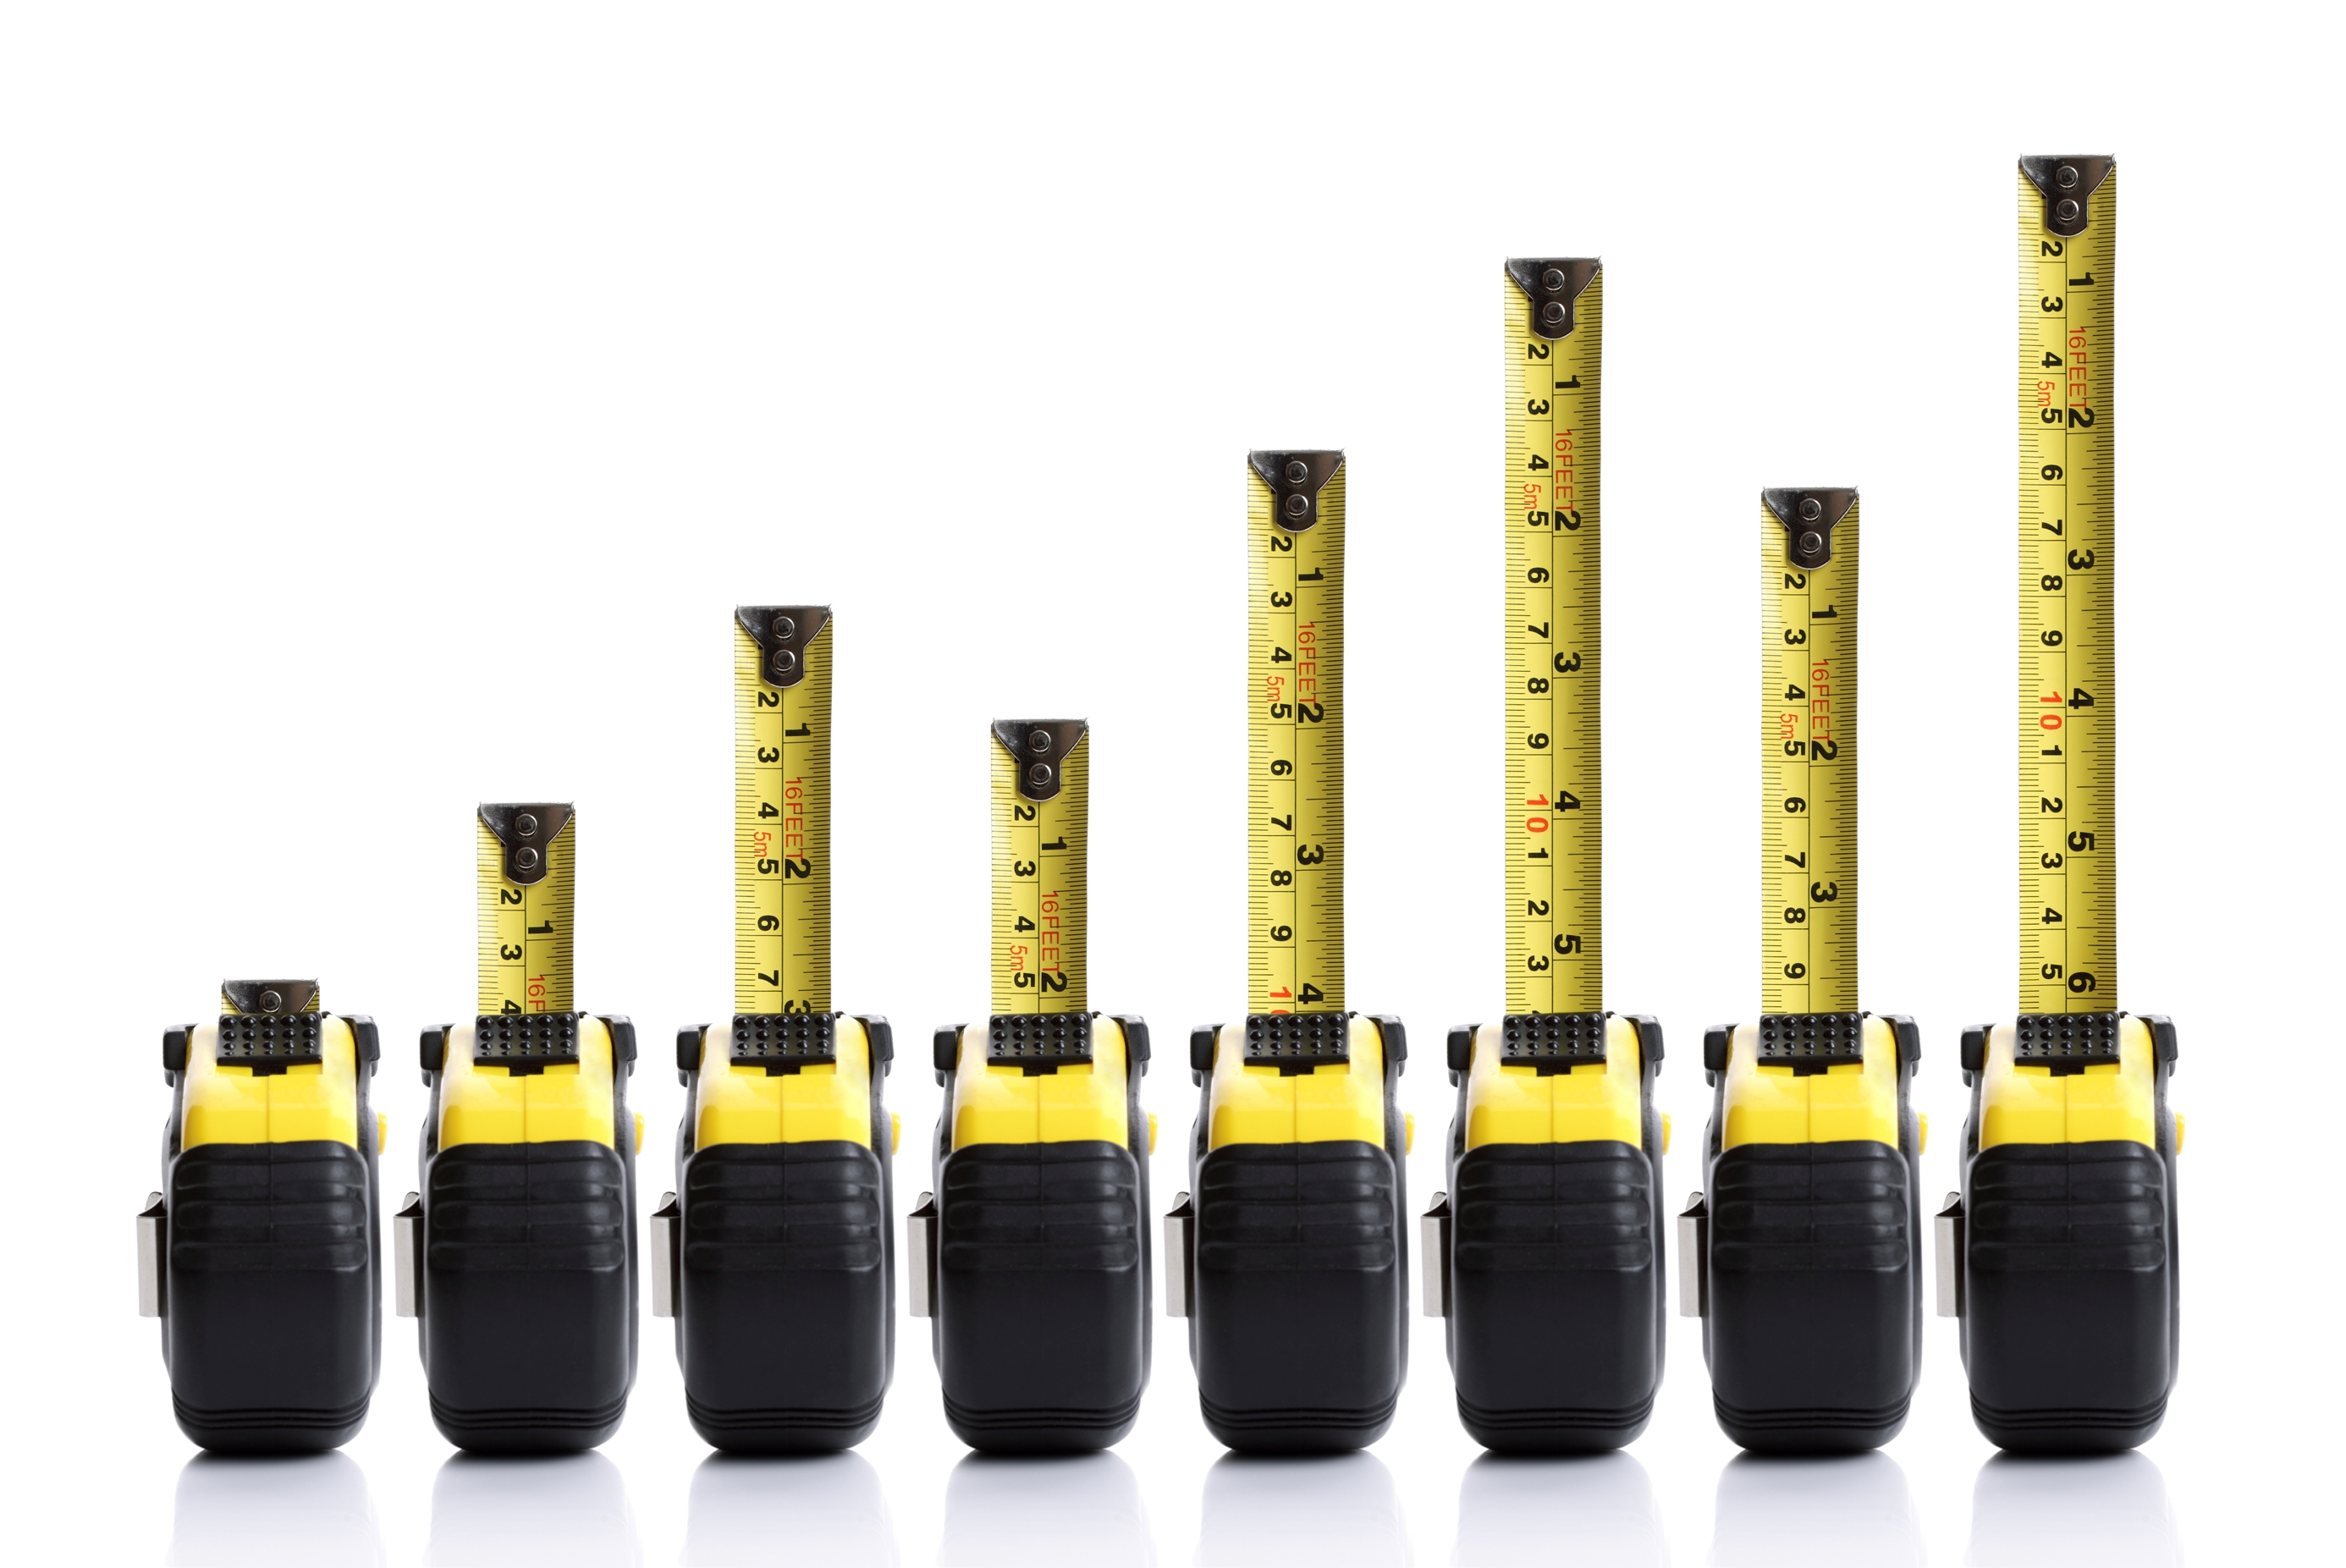 1 16F
2 3 4
1 16FEET 2 3
2 3 4 5m 5 6 7
1 16FEET 2
2 3 4 5m 5
1 16FEET 2 3 4
2 3 4 5m 5 6 7 8 9 10
1 16FEET 2 3 4 5
2 3 4 5m 5 6 7 8 9 10 1 2 3
1 16FEET 2 3
2 3 4 5m 5 6 7 8 9
1 16FEET 2 3 4 5 6
2 3 4 5m 5 6 7 8 9 10 1 2 3 4 5